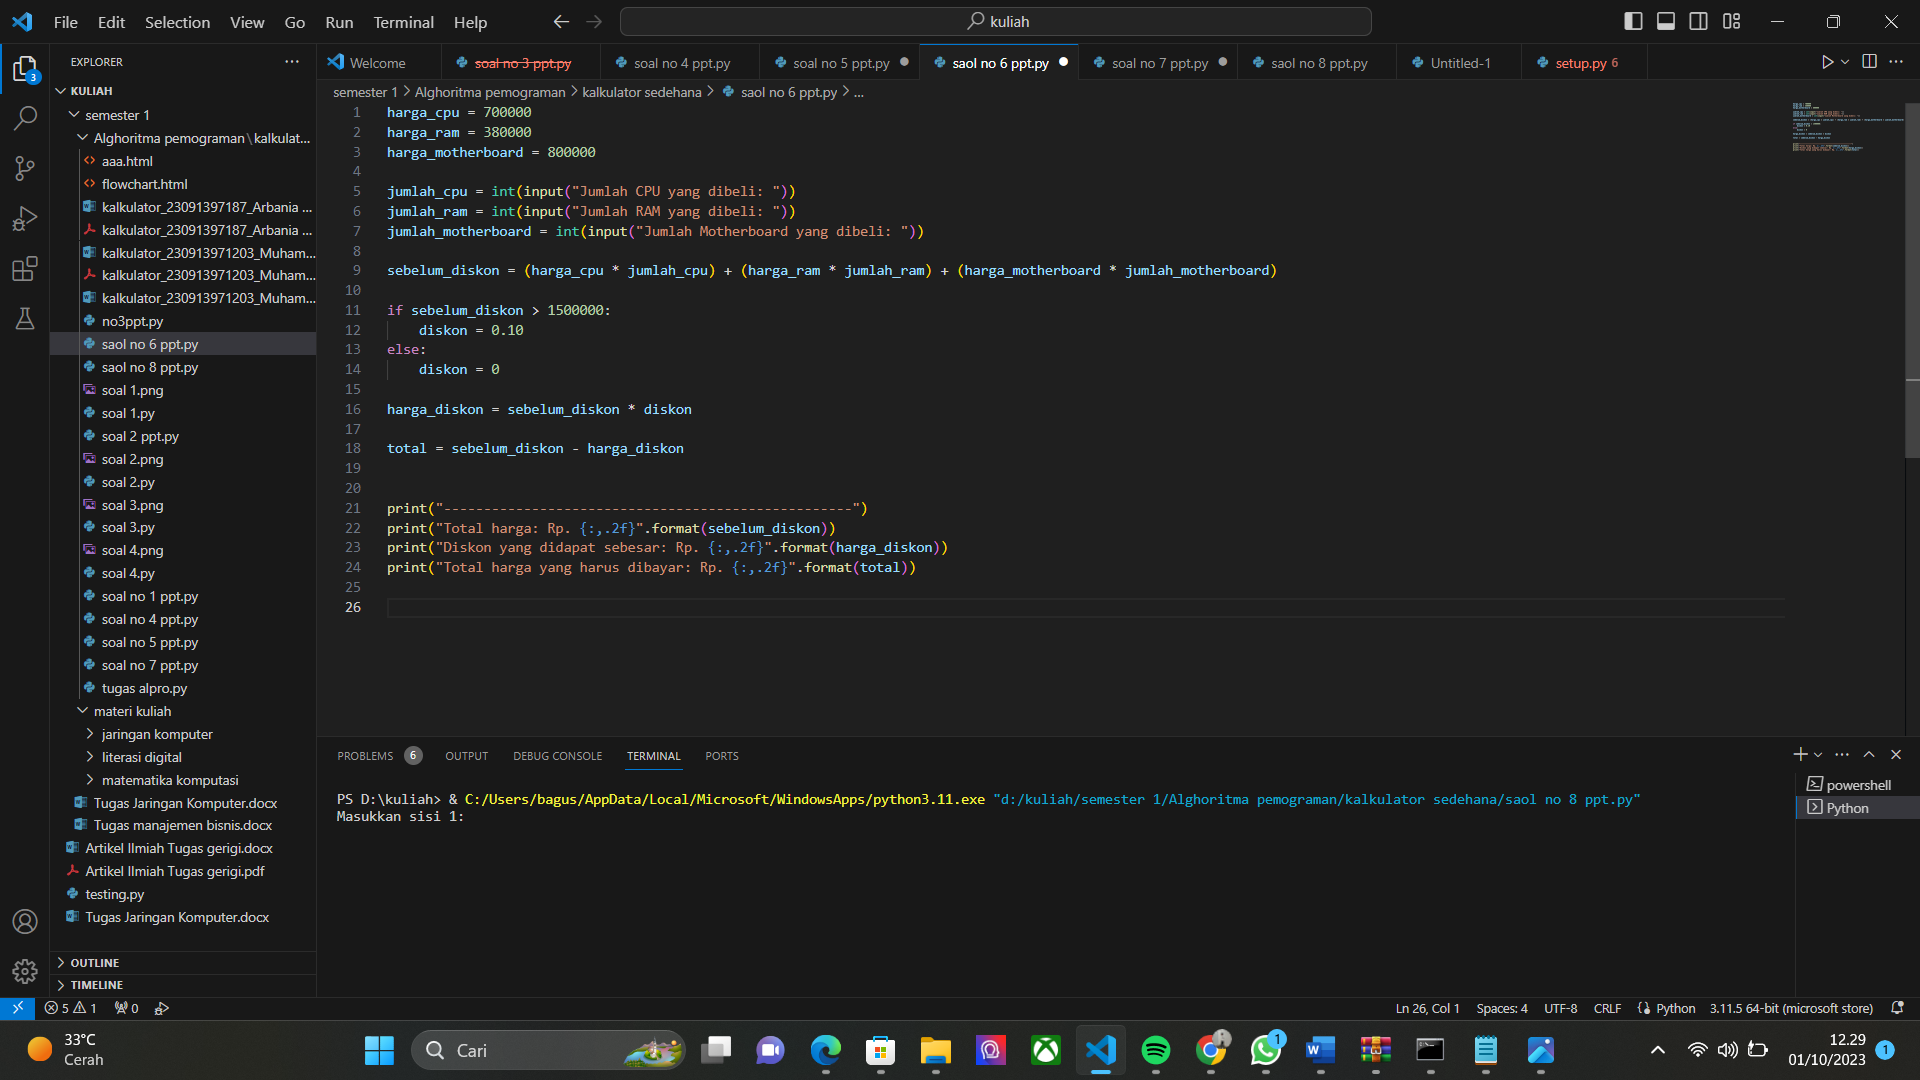 File Edit Selection View Go Run Terminal Help
kuliah
EXPLORER
Welcome
soal no 3 ppt.py
soal no 4 ppt.py
soal no 5 ppt.py
saol no 6 ppt.py
soal no 7 ppt.py
saol no 8 ppt.py
Untitled-1
setup.py 6
semester 1 > Alghoritma pemograman > kalkulator sedehana > saol no 6 ppt.py > ...
3
KULIAH
semester 1
Alghoritma pemograman\kalkulat...
aaa.html
flowchart.html
kalkulator_23091397187_Arbania ...
kalkulator_23091397187_Arbania ...
kalkulator_230913971203_Muham...
kalkulator_230913971203_Muham...
kalkulator_230913971203_Muham...
no3ppt.py
saol no 6 ppt.py
saol no 8 ppt.py
soal 1.png
soal 1.py
soal 2 ppt.py
soal 2.png
soal 2.py
soal 3.png
soal 3.py
soal 4.png
soal 4.py
soal no 1 ppt.py
soal no 4 ppt.py
soal no 5 ppt.py
soal no 7 ppt.py
tugas alpro.py
materi kuliah
jaringan komputer
literasi digital
matematika komputasi
Tugas Jaringan Komputer.docx
Tugas manajemen bisnis.docx
Artikel Ilmiah Tugas gerigi.docx
Artikel Ilmiah Tugas gerigi.pdf
testing.py
Tugas Jaringan Komputer.docx
OUTLINE
TIMELINE
1 harga_cpu = 700000
2 harga_ram = 380000
3 harga_motherboard = 800000
4
5 jumlah_cpu = int(input("Jumlah CPU yang dibeli: "))
6 jumlah_ram = int(input("Jumlah RAM yang dibeli: "))
7 jumlah_motherboard = int(input("Jumlah Motherboard yang dibeli: "))
8
9 sebelum_diskon = (harga_cpu * jumlah_cpu) + (harga_ram * jumlah_ram) + (harga_motherboard * jumlah_motherboard)
10
11 if sebelum_diskon > 1500000:
12 diskon = 0.10
13 else:
14 diskon = 0
15
16 harga_diskon = sebelum_diskon * diskon
17
18 total = sebelum_diskon - harga_diskon
19
20
21 print("---------------------------------------------------")
22 print("Total harga: Rp. {:,.2f}".format(sebelum_diskon))
23 print("Diskon yang didapat sebesar: Rp. {:,.2f}".format(harga_diskon))
24 print("Total harga yang harus dibayar: Rp. {:,.2f}".format(total))
25
26
PROBLEMS 6 OUTPUT DEBUG CONSOLE TERMINAL PORTS
PS D:\kuliah> & C:/Users/bagus/AppData/Local/Microsoft/WindowsApps/python3.11.exe "d:/kuliah/semester 1/Alghoritma pemograman/kalkulator sedehana/saol no 8 ppt.py"
Masukkan sisi 1:
powershell
Python
5 1 0
Ln 26, Col 1 Spaces: 4 UTF-8 CRLF Python 3.11.5 64-bit (microsoft store)
33°C
Cerah
Cari
1
12.29
01/10/2023
1